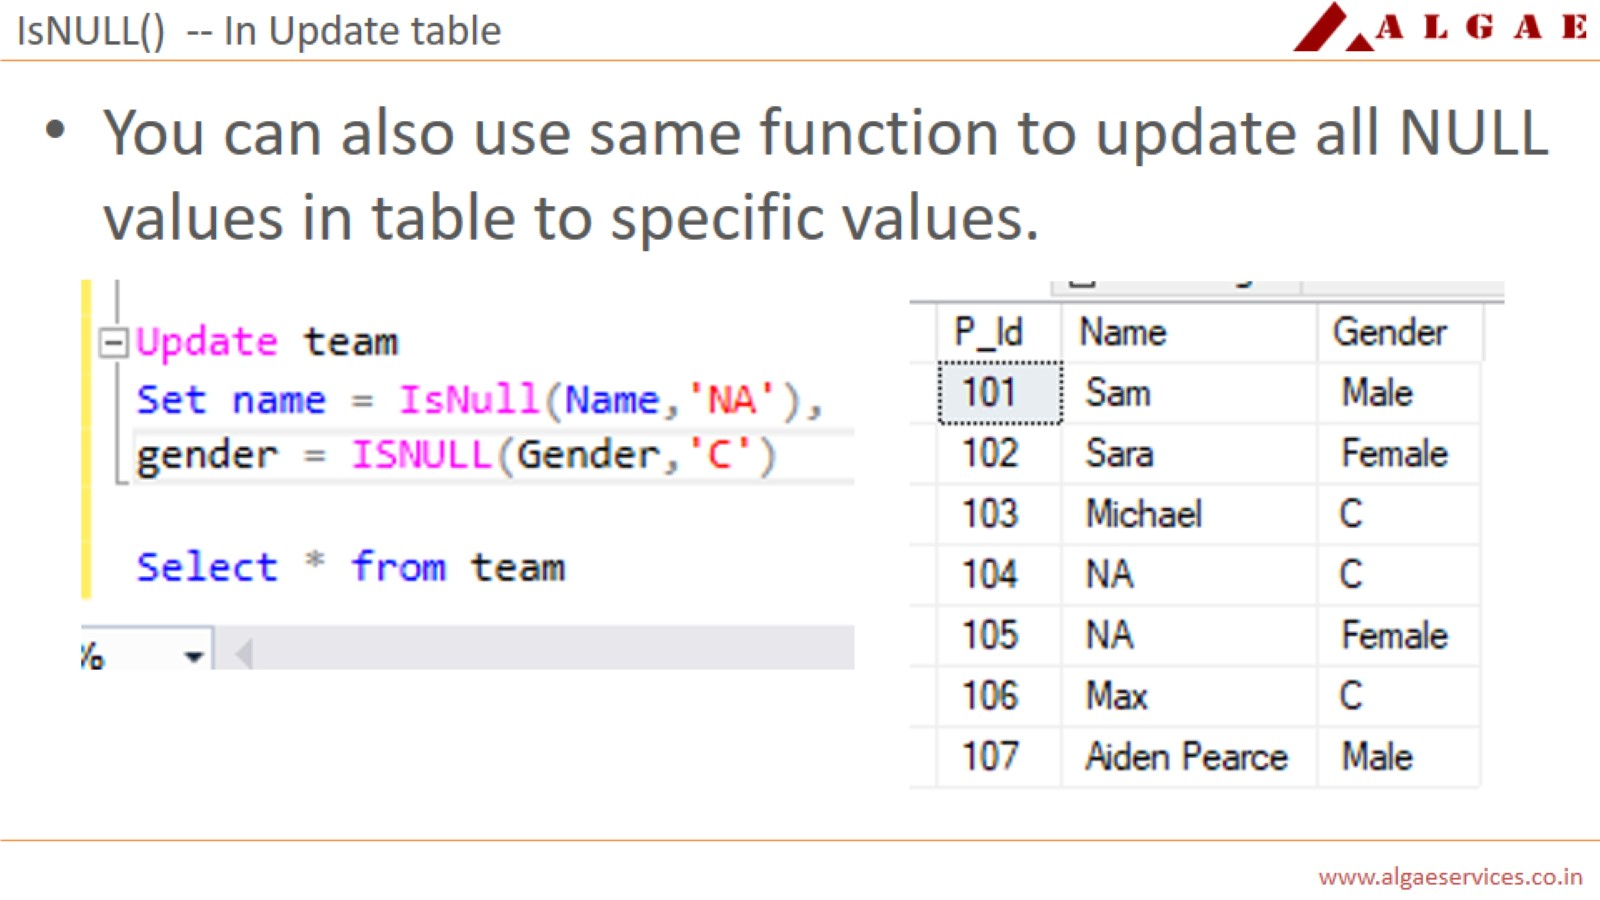 IsNULL() -- In Update table
ALGAE
• You can also use same function to update all NULL
values in table to specific values.
Update team
Set name = IsNull(Name,'NA'),
gender = ISNULL(Gender,'C')
Select * from team
%
P_Id Name Gender
101 Sam Male
102 Sara Female
103 Michael C
104 NA C
105 NA Female
106 Max C
107 Aiden Pearce Male
www.algaeservices.co.in